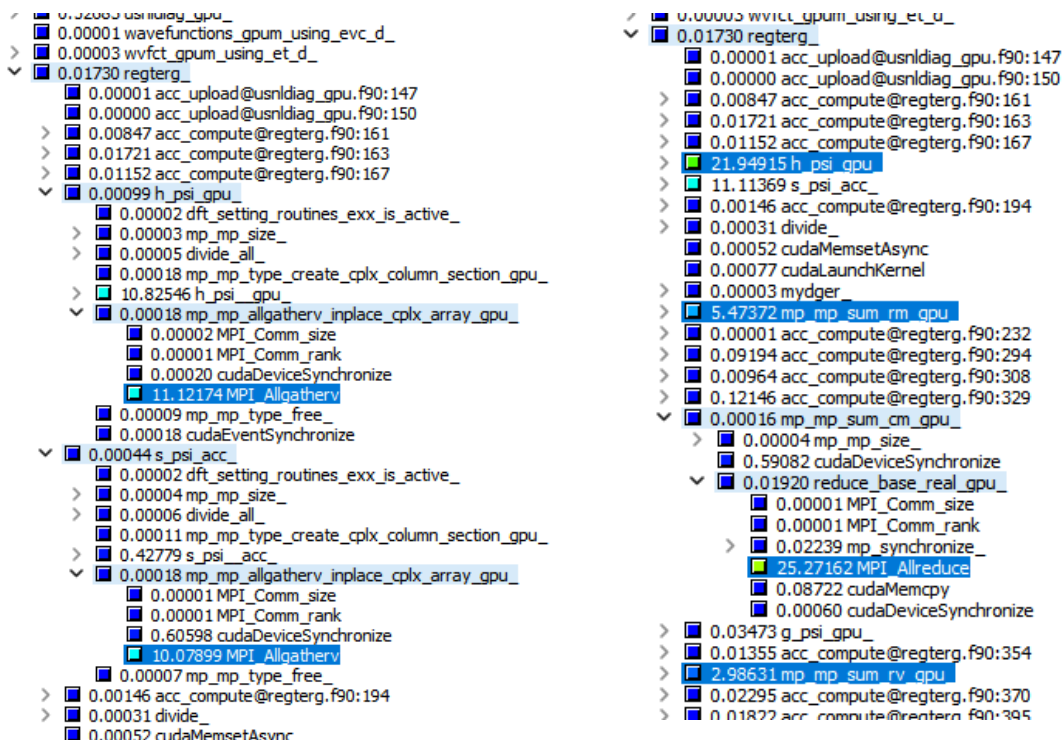 0.52685 usnldiag_gpu_
0.00001 wavefunctions_gpum_using_evc_d_
0.00003 wvfct_gpum_using_et_d_
0.01730 regterg_
0.00001 acc_upload@usnldiag_gpu.f90:147
0.00000 acc_upload@usnldiag_gpu.f90:150
0.00847 acc_compute@regterg.f90:161
0.01721 acc_compute@regterg.f90:163
0.01152 acc_compute@regterg.f90:167
0.00099 h_psi_gpu_
0.00002 dft_setting_routines_exx_is_active_
0.00003 mp_mp_size_
0.00005 divide_all_
0.00018 mp_mp_type_create_cplx_column_section_gpu_
10.82546 h_psi__gpu_
0.00018 mp_mp_allgatherv_inplace_cplx_array_gpu_
0.00002 MPI_Comm_size
0.00001 MPI_Comm_rank
0.00020 cudaDeviceSynchronize
11.12174 MPI_Allgatherv
0.00009 mp_mp_type_free_
0.00018 cudaEventSynchronize
0.00044 s_psi_acc_
0.00002 dft_setting_routines_exx_is_active_
0.00004 mp_mp_size_
0.00006 divide_all_
0.00011 mp_mp_type_create_cplx_column_section_gpu_
0.42779 s_psi__acc_
0.00018 mp_mp_allgatherv_inplace_cplx_array_gpu_
0.00001 MPI_Comm_size
0.00001 MPI_Comm_rank
0.60598 cudaDeviceSynchronize
10.07899 MPI_Allgatherv
0.00007 mp_mp_type_free_
0.00146 acc_compute@regterg.f90:194
0.00031 divide_
0.00052 cudaMemsetAsync
0.00003 wvfct_gpum_using_et_d_
0.01730 regterg_
0.00001 acc_upload@usnldiag_gpu.f90:147
0.00000 acc_upload@usnldiag_gpu.f90:150
0.00847 acc_compute@regterg.f90:161
0.01721 acc_compute@regterg.f90:163
0.01152 acc_compute@regterg.f90:167
21.94915 h_psi_gpu_
11.11369 s_psi_acc_
0.00146 acc_compute@regterg.f90:194
0.00031 divide_
0.00052 cudaMemsetAsync
0.00077 cudaLaunchKernel
0.00003 mydger_
5.47372 mp_mp_sum_rm_gpu_
0.00001 acc_compute@regterg.f90:232
0.09194 acc_compute@regterg.f90:294
0.00964 acc_compute@regterg.f90:308
0.12146 acc_compute@regterg.f90:329
0.00016 mp_mp_sum_cm_gpu_
0.00004 mp_mp_size_
0.59082 cudaDeviceSynchronize
0.01920 reduce_base_real_gpu_
0.00001 MPI_Comm_size
0.00001 MPI_Comm_rank
0.02239 mp_synchronize_
25.27162 MPI_Allreduce
0.08722 cudaMemcpy
0.00060 cudaDeviceSynchronize
0.03473 g_psi_gpu_
0.01355 acc_compute@regterg.f90:354
2.98631 mp_mp_sum_rv_gpu_
0.02295 acc_compute@regterg.f90:370
0.01822 acc_compute@regterg.f90:395